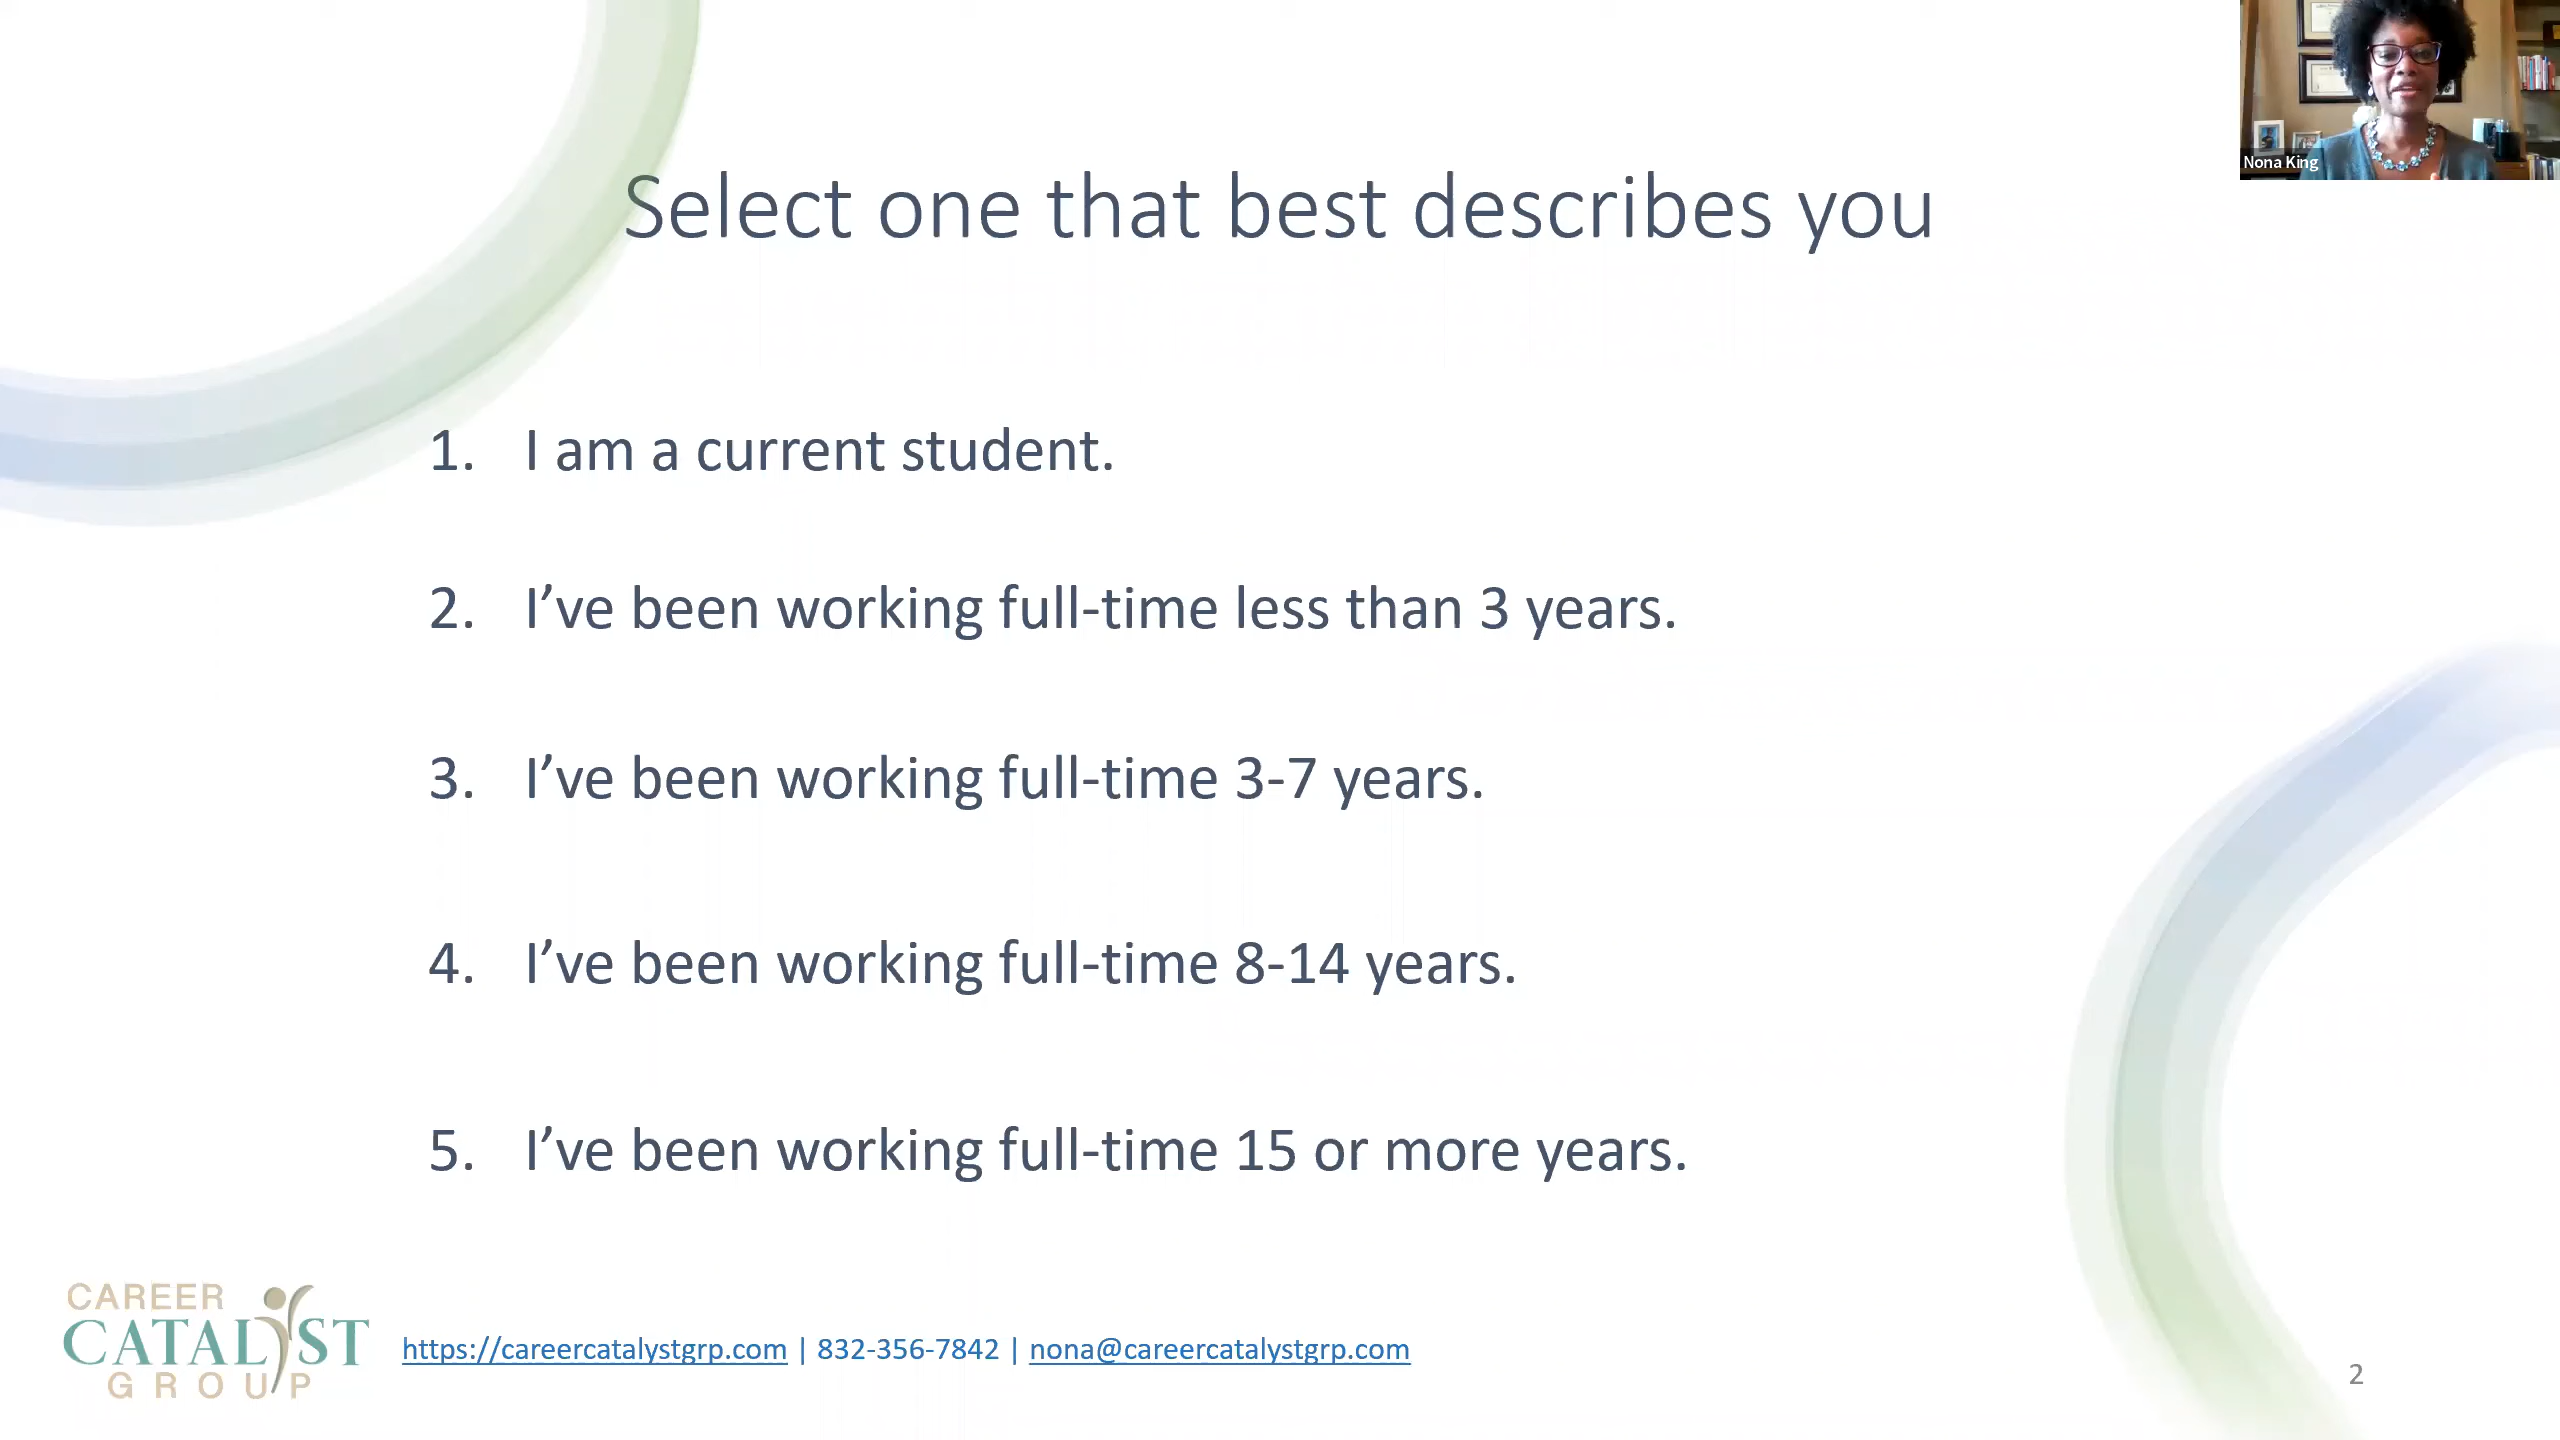 Nona King
Select one that best describes you
1. I am a current student.
2. I’ve been working full-time less than 3 years.
3. I’ve been working full-time 3-7 years.
4. I’ve been working full-time 8-14 years.
5. I’ve been working full-time 15 or more years.
CAREER
CATALYST
GROUP
https://careercatalystgrp.com | 832-356-7842 | nona@careercatalystgrp.com
2